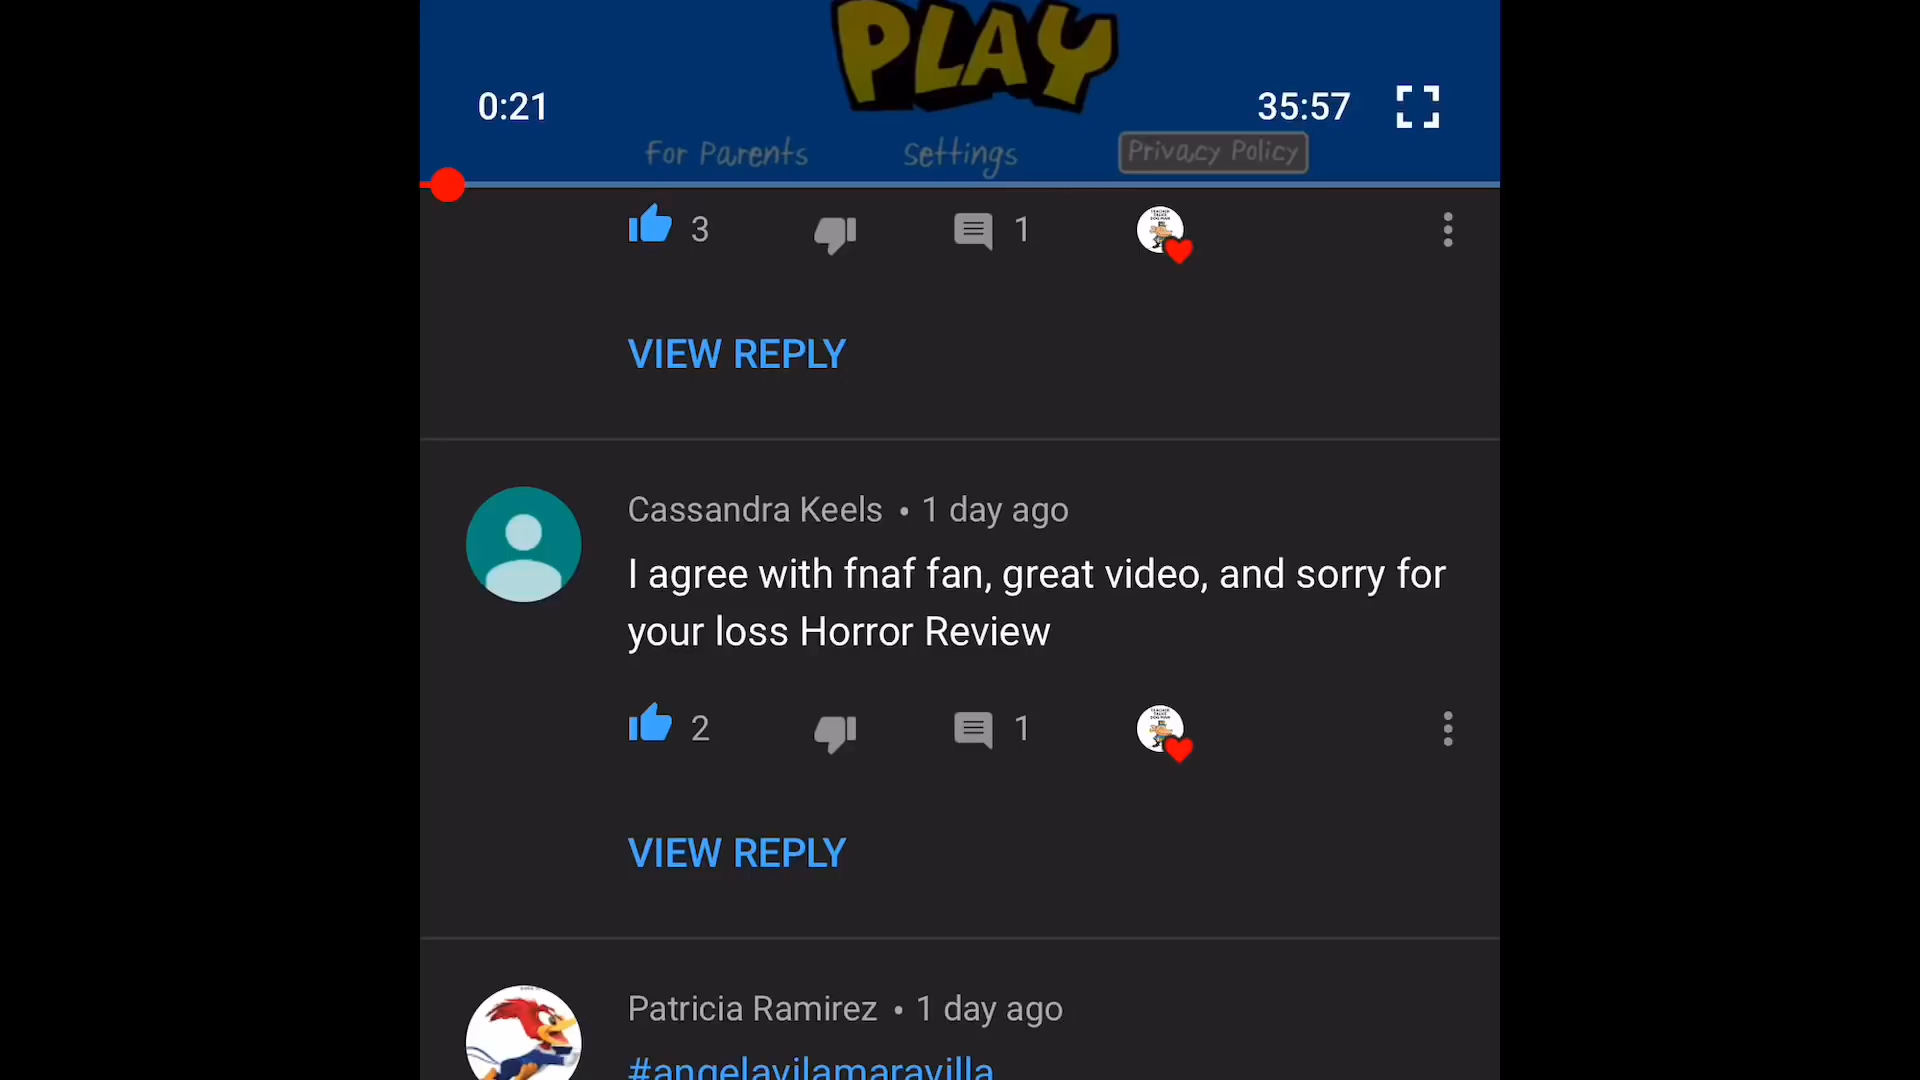 PLAY
0:21
35:57
For Parents
Settings
Privacy Policy
3
1
VIEW REPLY
Cassandra Keels • 1 day ago
I agree with fnaf fan, great video, and sorry for
your loss Horror Review
2
1
VIEW REPLY
Patricia Ramirez • 1 day ago
#angelavilamaravilla